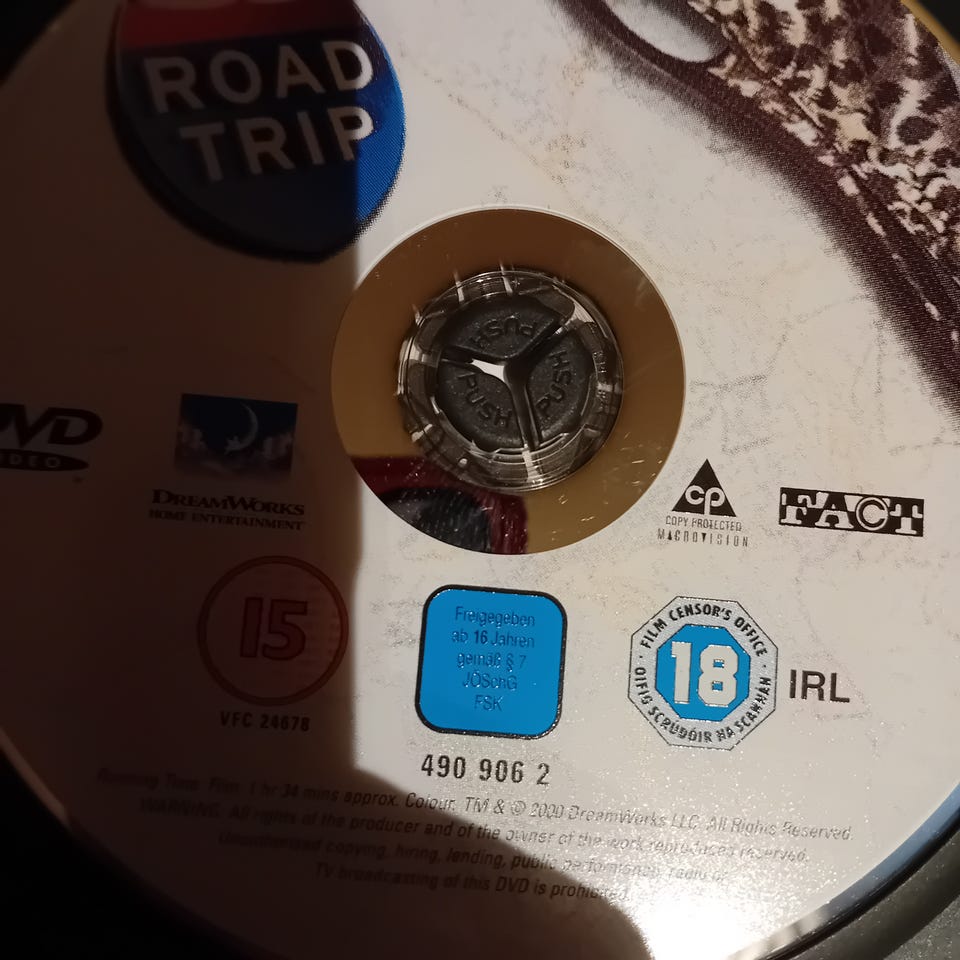 ROAD
TRIP
PUSH
PUSH
PUSH
DVD
VIDEO
DREAMWORKS
HOME ENTERTAINMENT
CP
COPY PROTECTED
MACROVISION
FACT
15
VFC 24678
Freigegeben
ab 16 Jahren
gemäß § 7
JÖSchG
FSK
FILM CENSOR'S OFFICE
18
OIFIG SCRÚDÓIR NA SCANNÁN
IRL
490 906 2
Running Time: Film 1 hr 34 mins approx. Colour. TM & © 2000 DreamWorks LLC. All Rights Reserved.
WARNING. All rights of the producer and of the owner of the work reproduced reserved.
Unauthorised copying, hiring, lending, public performance, radio or
TV broadcasting of this DVD is prohibited.